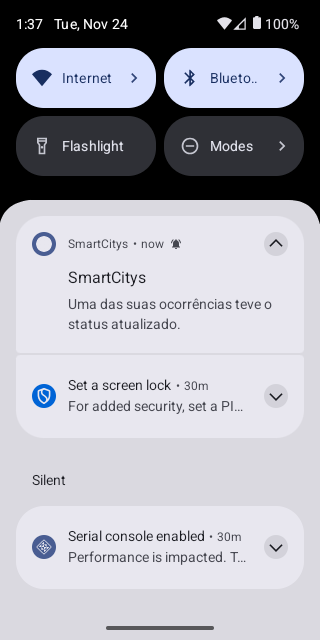 1:37 Tue, Nov 24 100%
Internet
Blueto..
Flashlight
Modes
SmartCitys • now
SmartCitys
Uma das suas ocorrências teve o
status atualizado.
Set a screen lock • 30m
For added security, set a PI...
Silent
Serial console enabled • 30m
Performance is impacted. T...